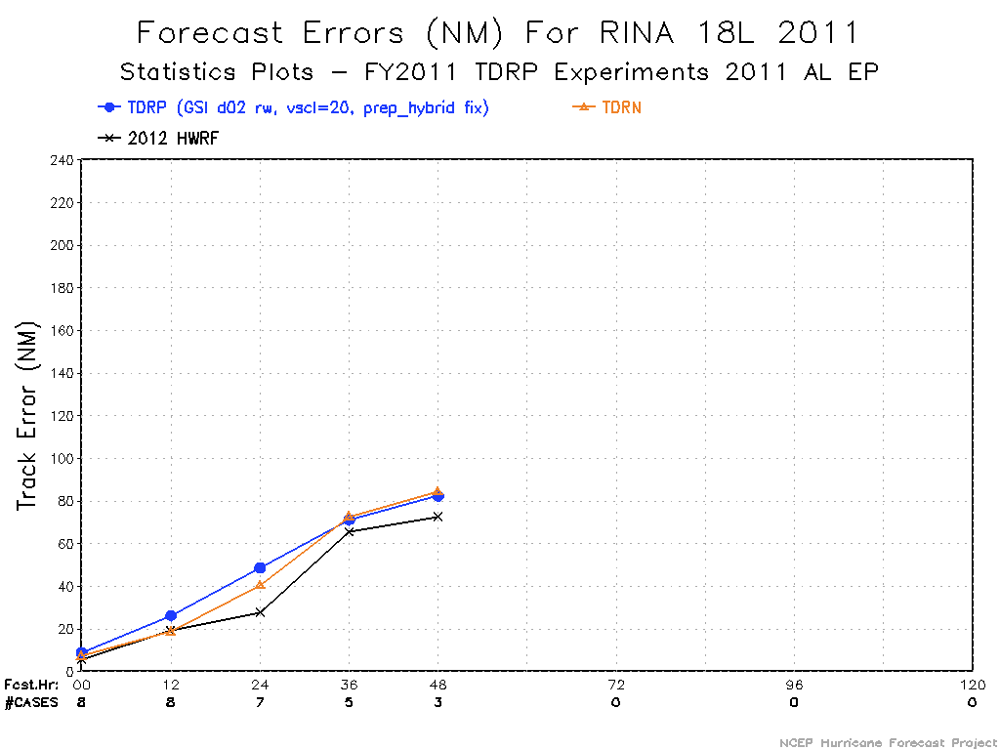 Forecast Errors (NM) For RINA 18L 2011
Statistics Plots - FY2011 TDRP Experiments 2011 AL EP
TDRP (GSI d02 rw, vscl=20, prep_hybrid fix)
TDRN
2012 HWRF
Track Error (NM)
240
220
200
180
160
140
120
100
80
60
40
20
0
Fcst.Hr: 00 12 24 36 48 72 96 120
#CASES 8 8 7 5 3 0 0 0
NCEP Hurricane Forecast Project